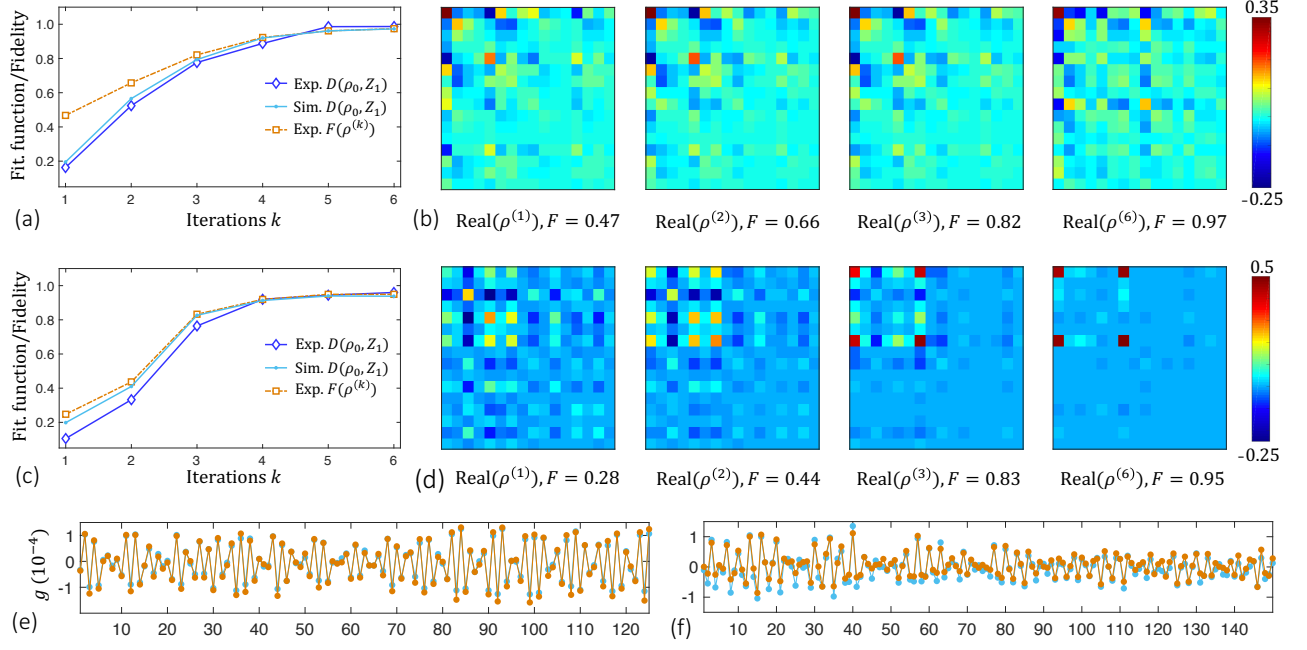 Fit. function/Fidelity
1.0
0.8
0.6
0.4
0.2
Exp. D(ρ₀, Z₁)
Sim. D(ρ₀, Z₁)
Exp. F(ρ⁽ᵏ⁾)
1 2 3 4 5 6
Iterations k
(a)
(b)
Real(ρ⁽¹⁾), F = 0.47
Real(ρ⁽²⁾), F = 0.66
Real(ρ⁽³⁾), F = 0.82
Real(ρ⁽⁶⁾), F = 0.97
0.35
-0.25
Fit. function/Fidelity
1.0
0.8
0.6
0.4
0.2
Exp. D(ρ₀, Z₁)
Sim. D(ρ₀, Z₁)
Exp. F(ρ⁽ᵏ⁾)
1 2 3 4 5 6
Iterations k
(c)
(d)
Real(ρ⁽¹⁾), F = 0.28
Real(ρ⁽²⁾), F = 0.44
Real(ρ⁽³⁾), F = 0.83
Real(ρ⁽⁶⁾), F = 0.95
0.5
-0.25
g (10⁻⁴)
1
0
-1
10 20 30 40 50 60 70 80 90 100 110 120
(e)
1
0
-1
10 20 30 40 50 60 70 80 90 100 110 120 130 140
(f)